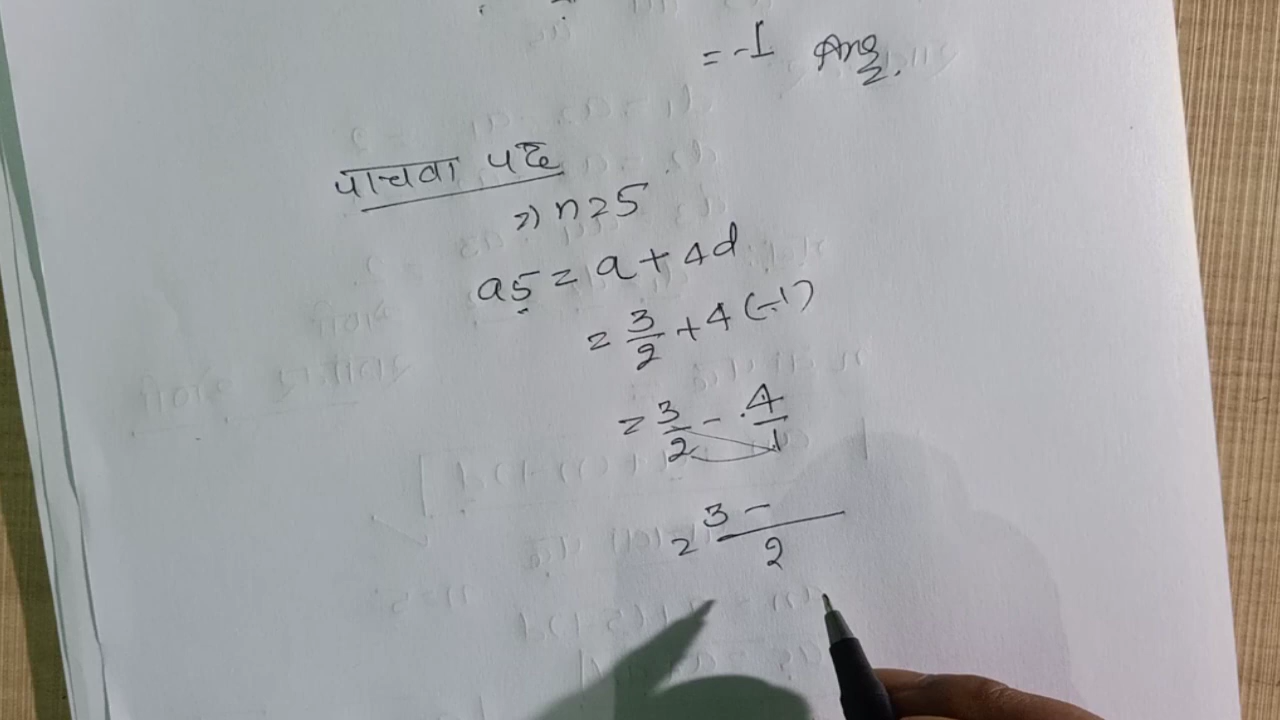 = -1 Ans.
पाचवा पद
⇒ n = 5
a5 = a + 4d
= 3/2 + 4 (-1)
= 3/2 - 4/1
= 3 - / 2